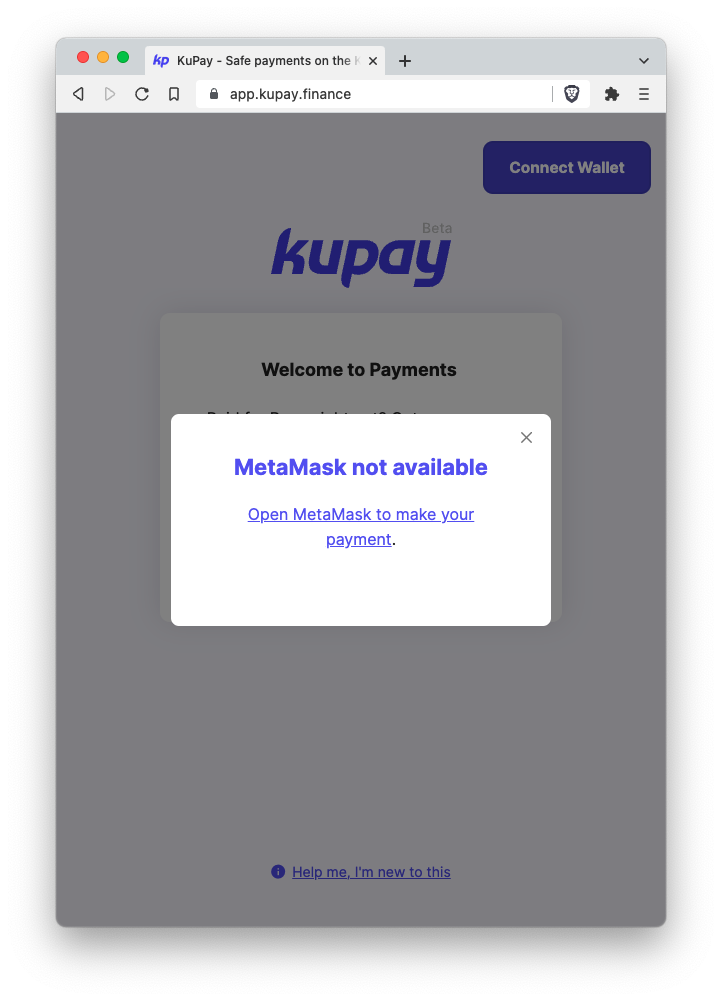 kp KuPay - Safe payments on the K
app.kupay.finance
Connect Wallet
Beta
kupay
Welcome to Payments
MetaMask not available
Open MetaMask to make your
payment.
Help me, I'm new to this